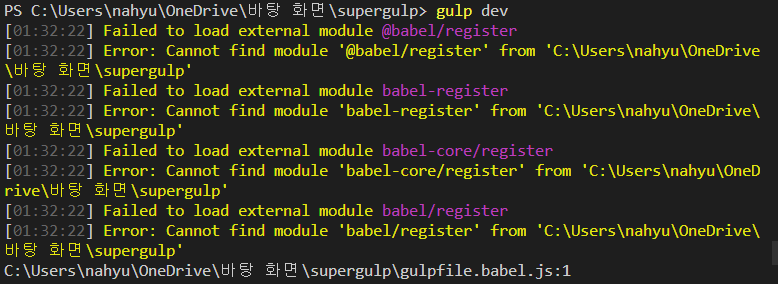 PS C:\Users\nahyu\OneDrive\바탕 화면\supergulp> gulp dev
[01:32:22] Failed to load external module @babel/register
[01:32:22] Error: Cannot find module '@babel/register' from 'C:\Users\nahyu\OneDrive
\바탕 화면\supergulp'
[01:32:22] Failed to load external module babel-register
[01:32:22] Error: Cannot find module 'babel-register' from 'C:\Users\nahyu\OneDrive\
바탕 화면\supergulp'
[01:32:22] Failed to load external module babel-core/register
[01:32:22] Error: Cannot find module 'babel-core/register' from 'C:\Users\nahyu\OneD
rive\바탕 화면\supergulp'
[01:32:22] Failed to load external module babel/register
[01:32:22] Error: Cannot find module 'babel/register' from 'C:\Users\nahyu\OneDrive\
바탕 화면\supergulp'
C:\Users\nahyu\OneDrive\바탕 화면\supergulp\gulpfile.babel.js:1